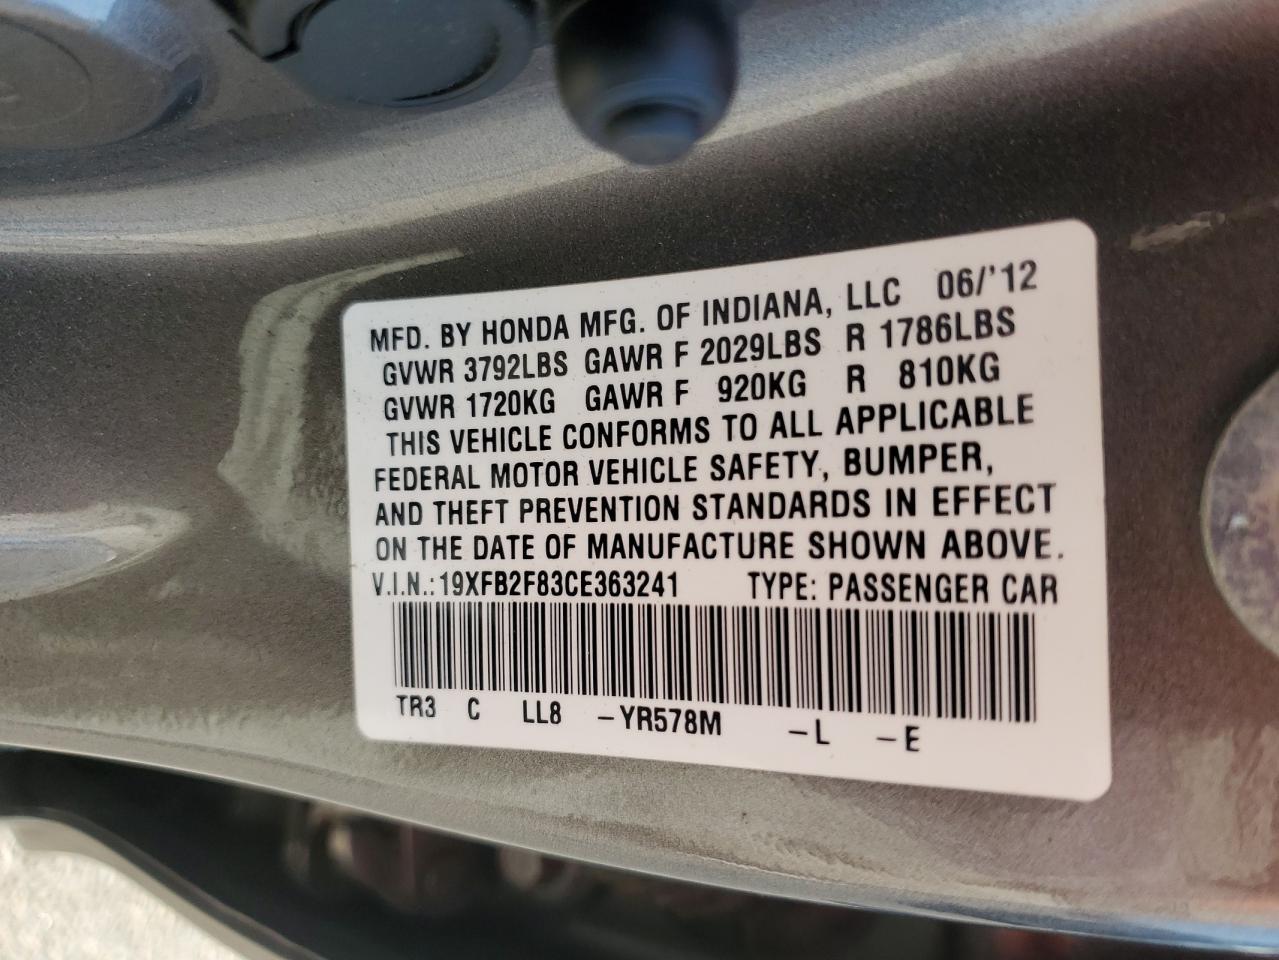 MFD. BY HONDA MFG. OF INDIANA, LLC 06/'12
GVWR 3792LBS GAWR F 2029LBS R 1786LBS
GVWR 1720KG GAWR F 920KG R 810KG
THIS VEHICLE CONFORMS TO ALL APPLICABLE
FEDERAL MOTOR VEHICLE SAFETY, BUMPER,
AND THEFT PREVENTION STANDARDS IN EFFECT
ON THE DATE OF MANUFACTURE SHOWN ABOVE.
V.I.N.: 19XFB2F83CE363241 TYPE: PASSENGER CAR
TR3 C LL8 -YR578M -L -E